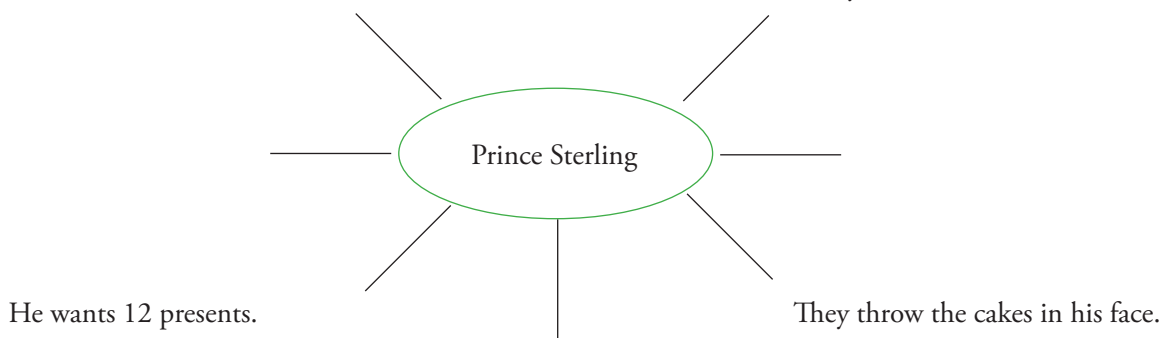 Prince Sterling
He wants 12 presents.
They throw the cakes in his face.